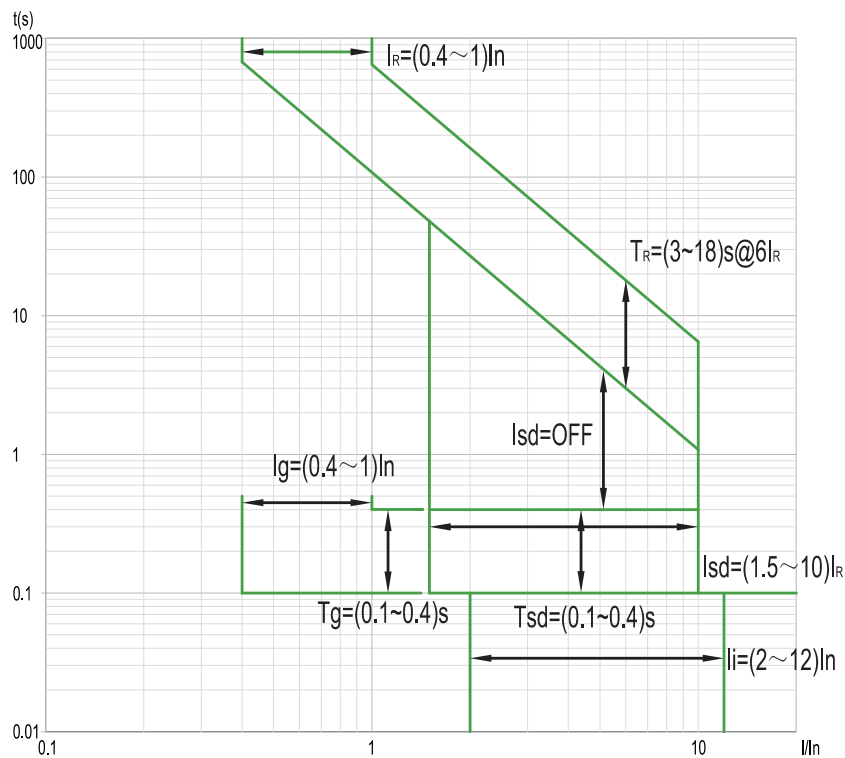 t(s)
1000
IR=(0.4～1)In
100
TR=(3~18)s@6IR
10
Isd=OFF
1
Ig=(0.4～1)In
Isd=(1.5～10)IR
0.1
Tg=(0.1~0.4)s
Tsd=(0.1~0.4)s
Ii=(2～12)In
0.01
0.1
1
10
I/In